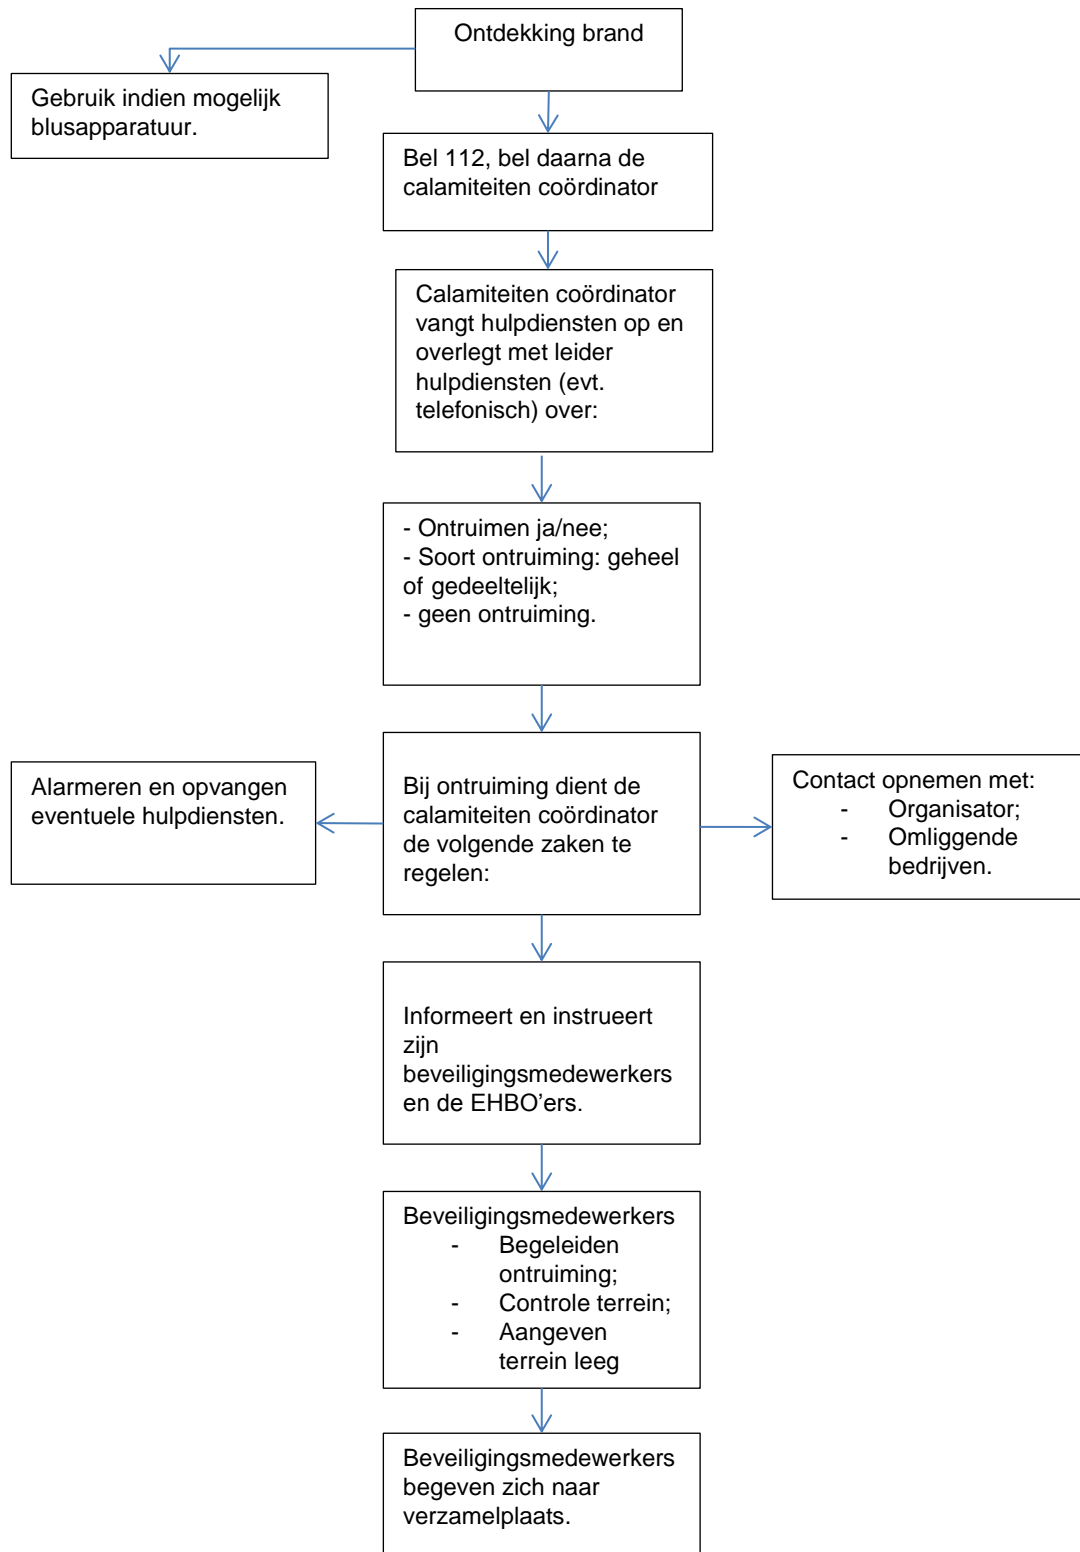 Ontdekking brand
Gebruik indien mogelijk
blusapparatuur.
Bel 112, bel daarna de
calamiteiten coördinator
Calamiteiten coördinator
vangt hulpdiensten op en
overlegt met leider
hulpdiensten (evt.
telefonisch) over:
- Ontruimen ja/nee;
- Soort ontruiming: geheel
of gedeeltelijk;
- geen ontruiming.
Alarmeren en opvangen
eventuele hulpdiensten.
Bij ontruiming dient de
calamiteiten coördinator
de volgende zaken te
regelen:
Contact opnemen met:
- Organisator;
- Omliggende
bedrijven.
Informeert en instrueert
zijn
beveiligingsmedewerkers
en de EHBO’ers.
Beveiligingsmedewerkers
- Begeleiden
ontruiming;
- Controle terrein;
- Aangeven
terrein leeg
Beveiligingsmedewerkers
begeven zich naar
verzamelplaats.